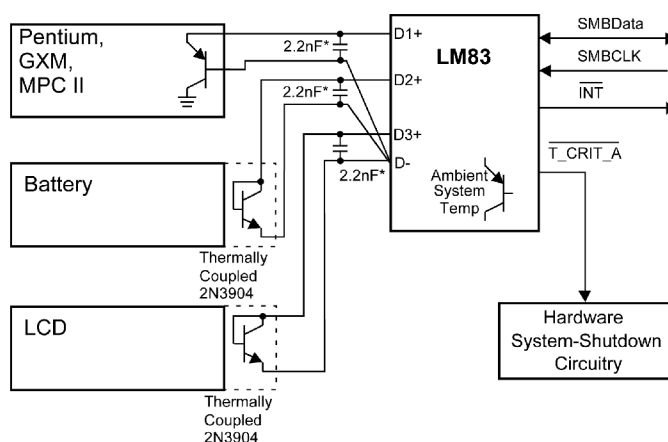 Pentium,
GXM,
MPC II
2.2nF*
D1+
LM83
SMBData
SMBCLK
2.2nF*
D2+
INT
D3+
T_CRIT_A
D-
2.2nF*
Ambient
System
Temp
Battery
Thermally
Coupled
2N3904
LCD
Hardware
System-Shutdown
Circuitry
Thermally
Coupled
2N3904